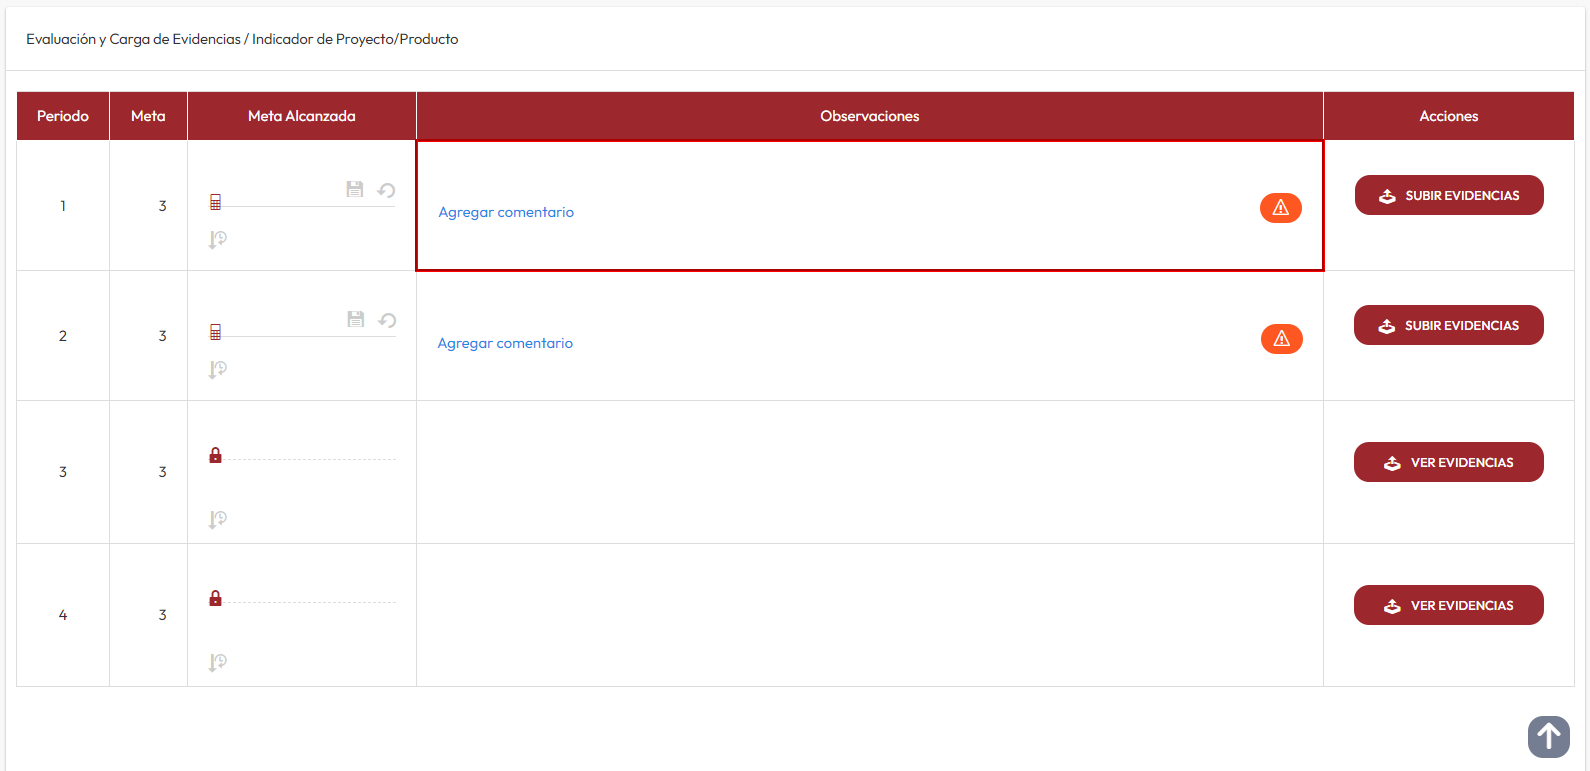 Evaluación y Carga de Evidencias / Indicador de Proyecto/Producto
Periodo Meta Meta Alcanzada Observaciones Acciones
1 3 Agregar comentario SUBIR EVIDENCIAS
2 3 Agregar comentario SUBIR EVIDENCIAS
3 3 VER EVIDENCIAS
4 3 VER EVIDENCIAS